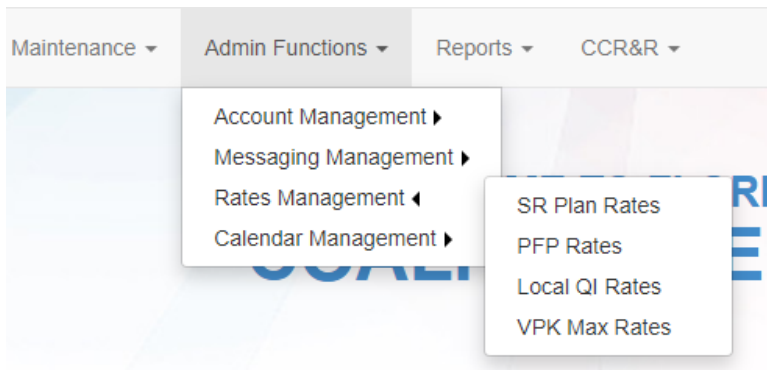 Maintenance Admin Functions Reports CCR&R
Account Management
Messaging Management
Rates Management
Calendar Management
SR Plan Rates
PFP Rates
Local QI Rates
VPK Max Rates